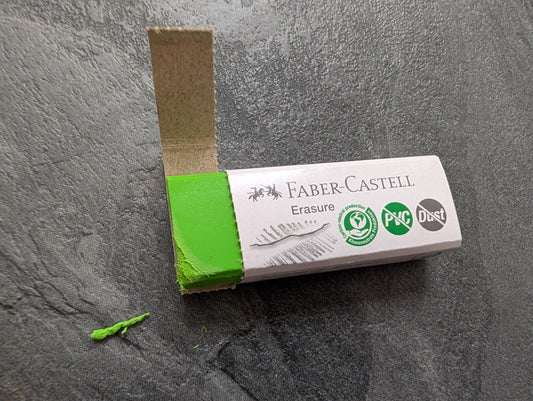 FABER-CASTELL
Erasure
PVC
Dust